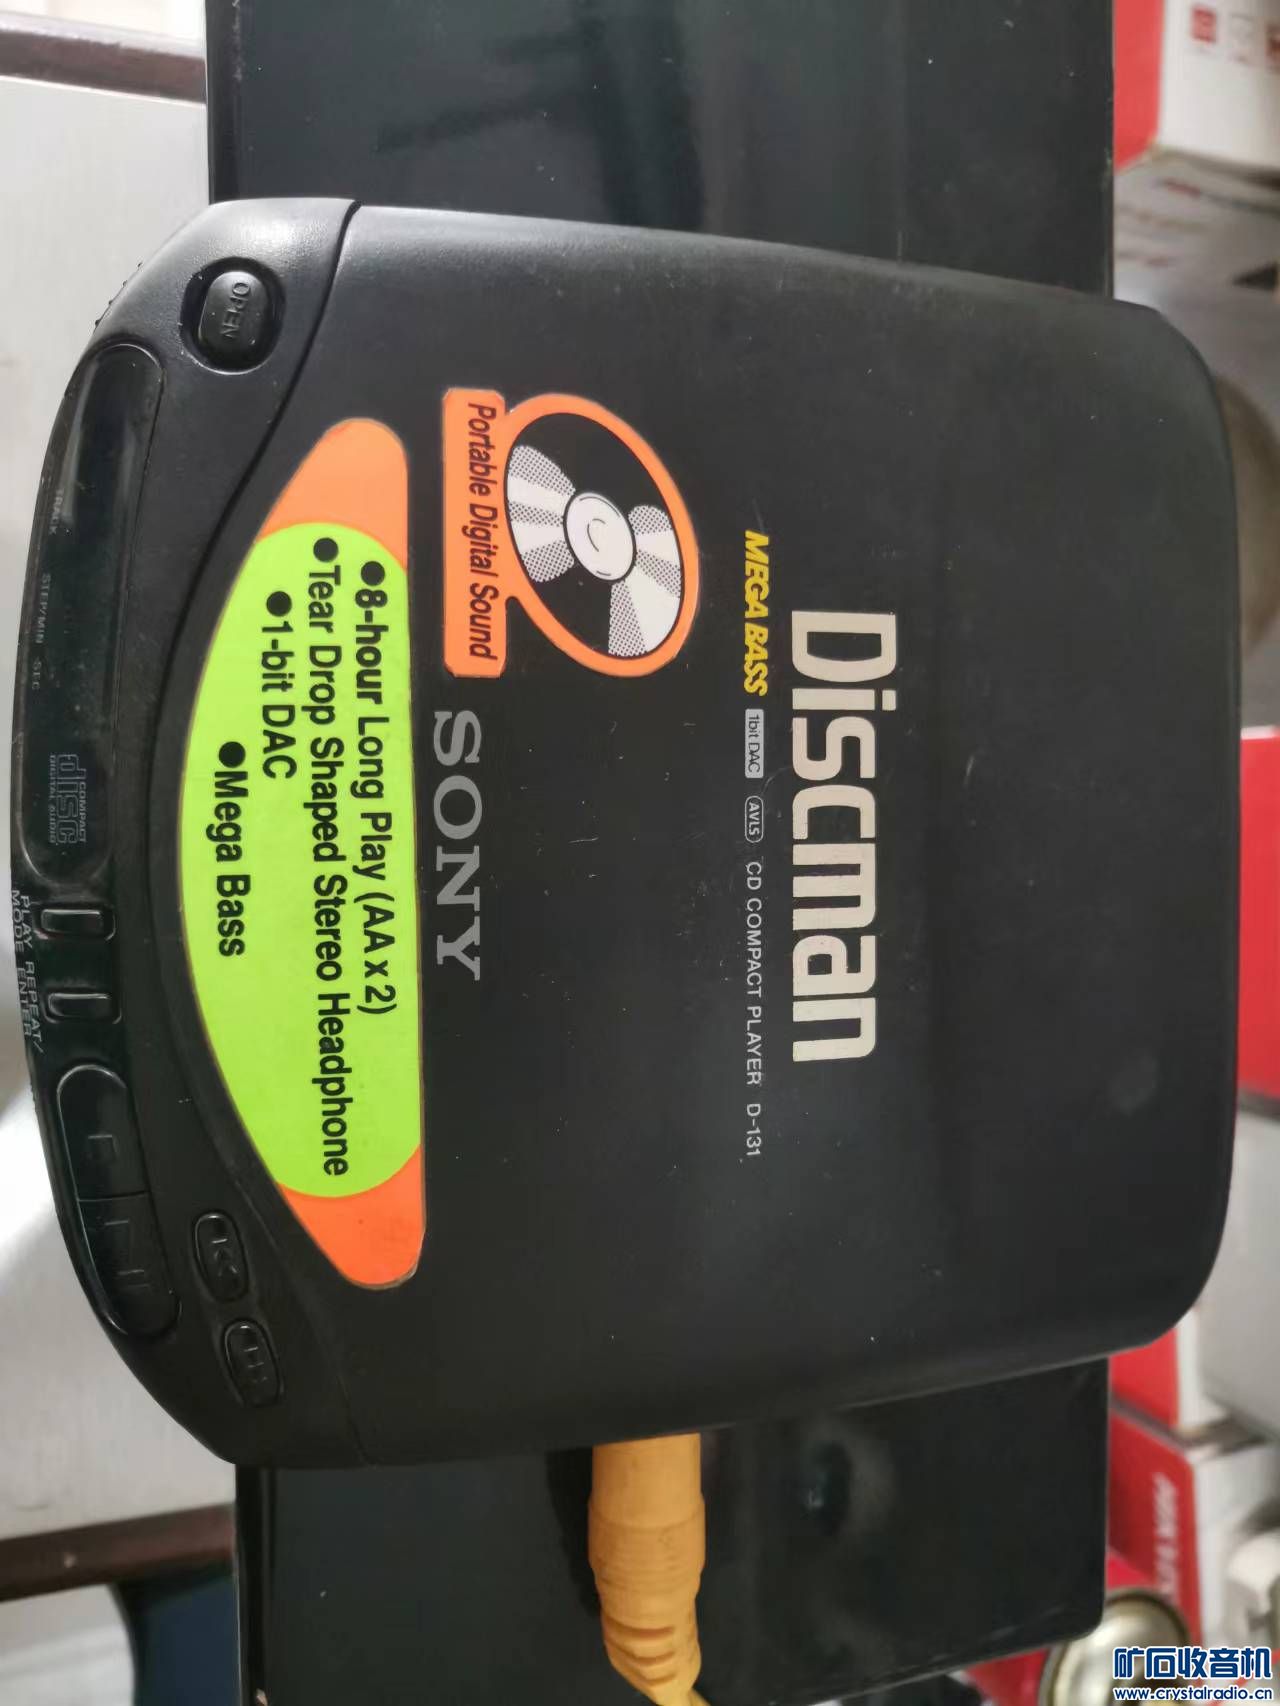 Discman
MEGA BASS 1bit DAC AVLS CD COMPACT PLAYER D-131
Portable Digital Sound
SONY
●8-hour Long Play (AA x 2)
●Tear Drop Shaped Stereo Headphone
●1-bit DAC
●Mega Bass
OPEN
TRACK STEP/MIN SEC
COMPACT
disc
DIGITAL AUDIO
PLAY REPEAT/
MODE ENTER
矿石收音机
www.crystalradio.cn